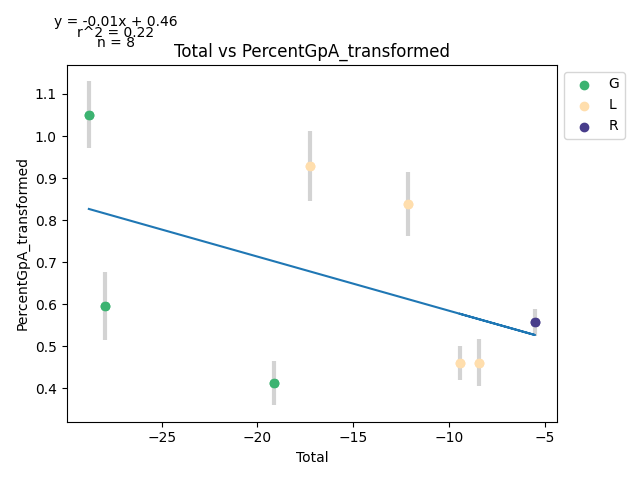 y = -0.01x + 0.46
r^2 = 0.22
n = 8
Total vs PercentGpA_transformed
G
L
R
PercentGpA_transformed
1.1
1.0
0.9
0.8
0.7
0.6
0.5
0.4
−25
−20
−15
−10
−5
Total